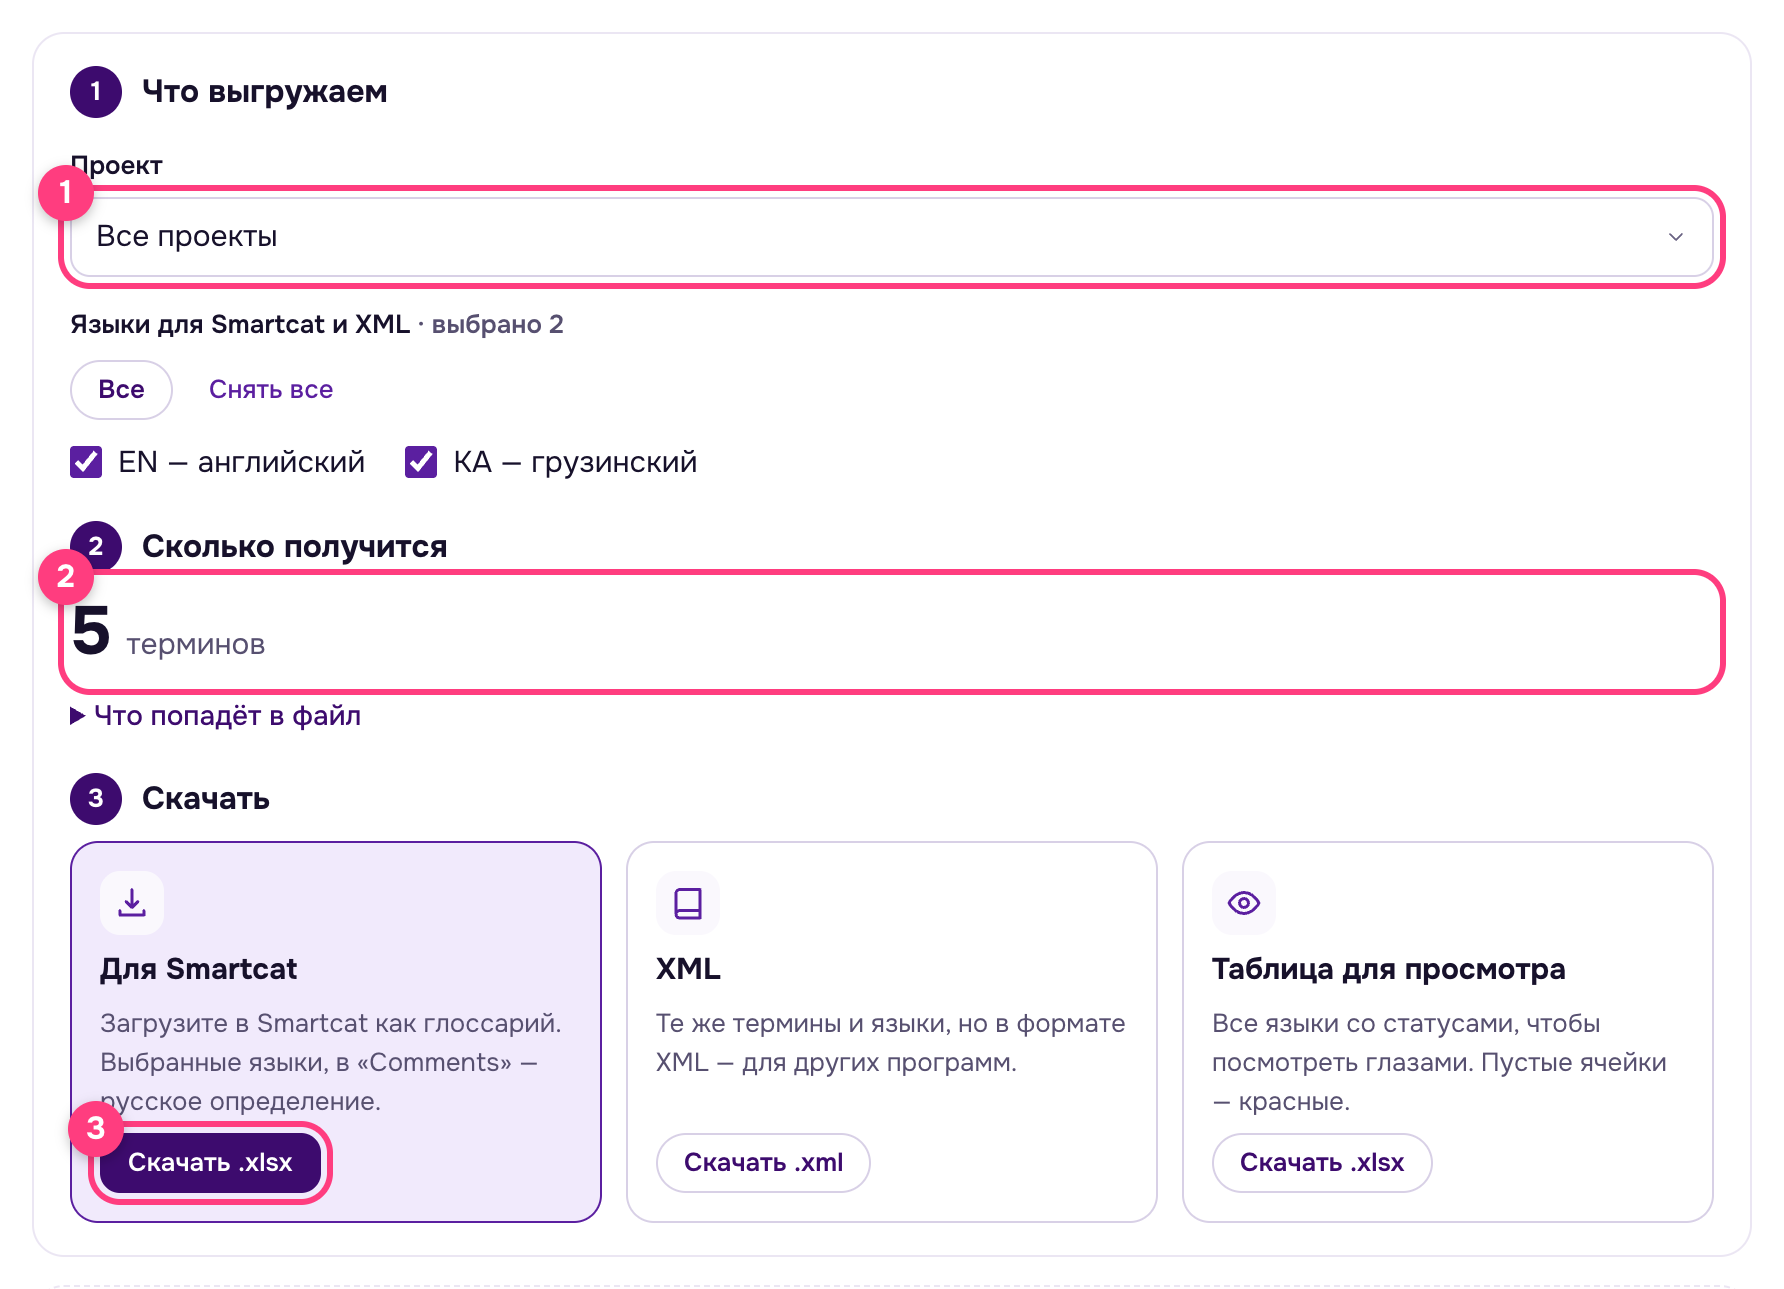 1 Что выгружаем
Проект
1
Все проекты
Языки для Smartcat и XML · выбрано 2
Все Снять все
EN — английский KA — грузинский
2 Сколько получится
2
5 терминов
Что попадёт в файл
3 Скачать
Для Smartcat
Загрузите в Smartcat как глоссарий.
Выбранные языки, в «Comments» —
русское определение.
3
Скачать .xlsx
XML
Те же термины и языки, но в формате
XML — для других программ.
Скачать .xml
Таблица для просмотра
Все языки со статусами, чтобы
посмотреть глазами. Пустые ячейки
— красные.
Скачать .xlsx